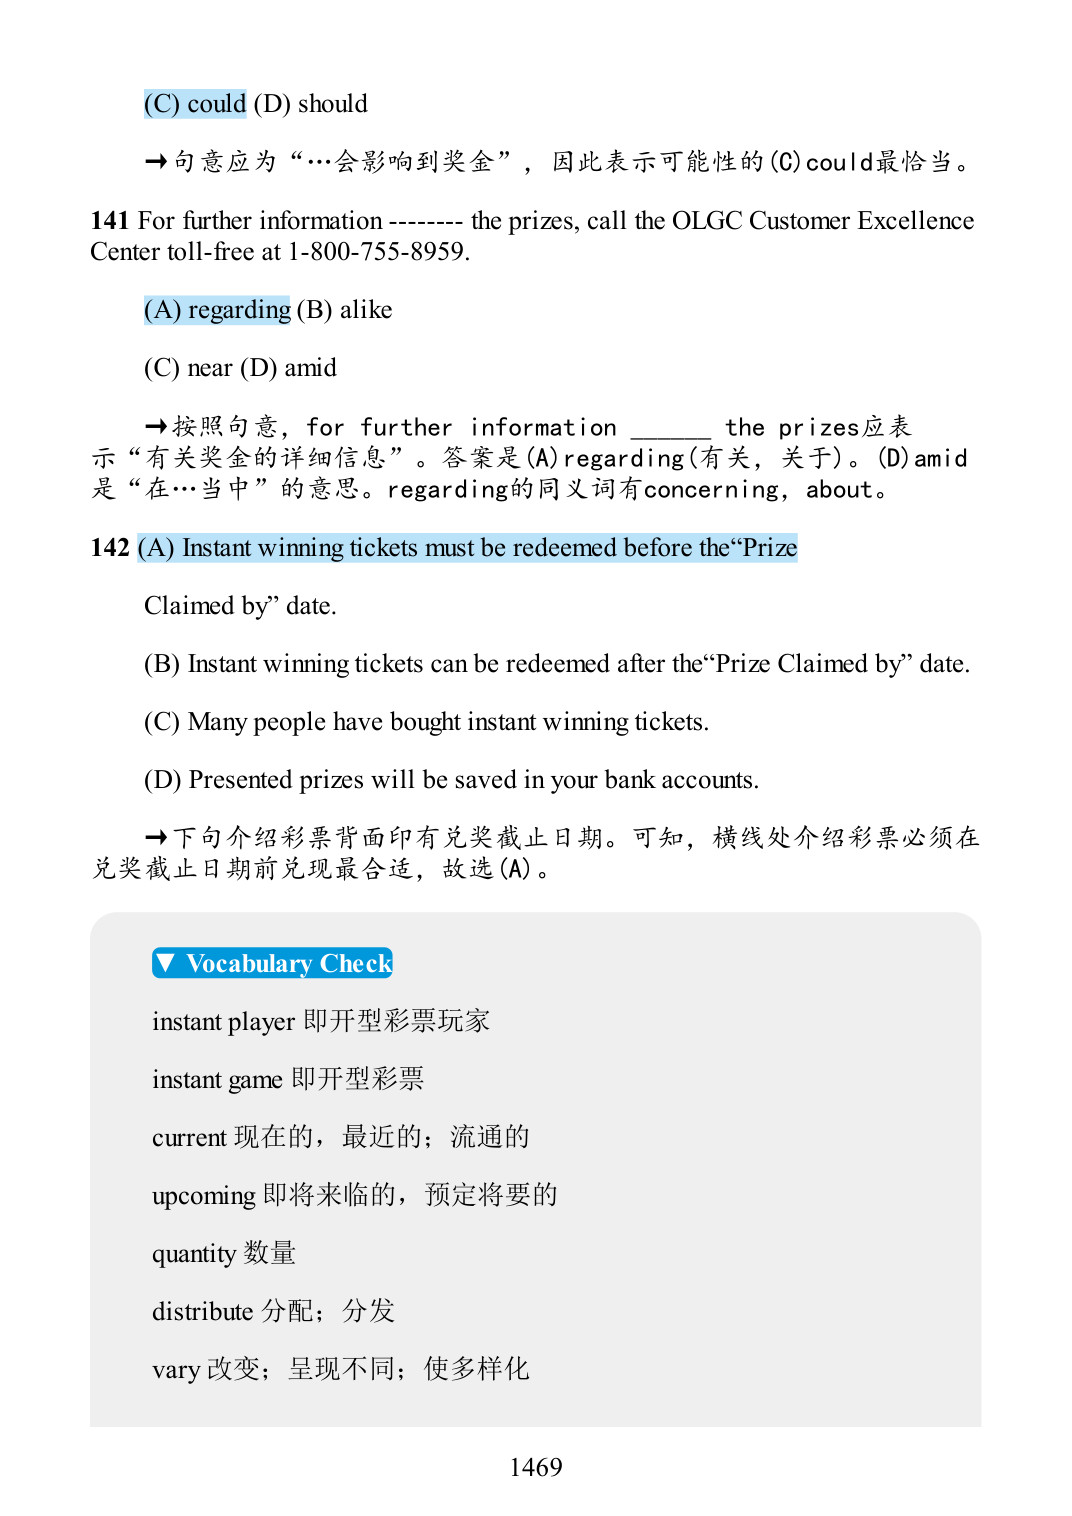 (C) could (D) should
→句意应为“…会影响到奖金”，因此表示可能性的(C)could最恰当。
141 For further information -------- the prizes, call the OLGC Customer Excellence
Center toll-free at 1-800-755-8959.
(A) regarding (B) alike
(C) near (D) amid
→按照句意，for further information ______ the prizes应表
示“有关奖金的详细信息”。答案是(A)regarding(有关，关于)。(D)amid
是“在…当中”的意思。regarding的同义词有concerning，about。
142 (A) Instant winning tickets must be redeemed before the“Prize
Claimed by” date.
(B) Instant winning tickets can be redeemed after the“Prize Claimed by” date.
(C) Many people have bought instant winning tickets.
(D) Presented prizes will be saved in your bank accounts.
→下句介绍彩票背面印有兑奖截止日期。可知，横线处介绍彩票必须在
兑奖截止日期前兑现最合适，故选(A)。
▼ Vocabulary Check
instant player 即开型彩票玩家
instant game 即开型彩票
current 现在的，最近的；流通的
upcoming 即将来临的，预定将要的
quantity 数量
distribute 分配；分发
vary 改变；呈现不同；使多样化
1469